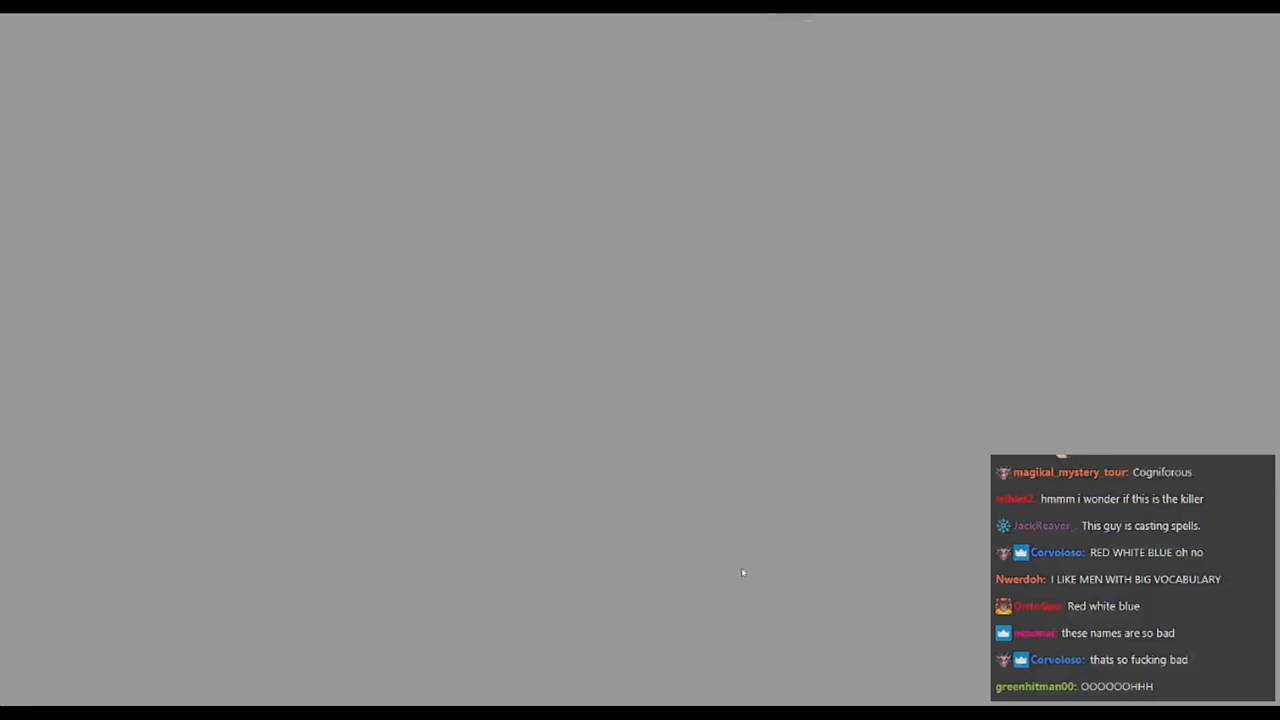 magikal_mystery_tour: Cogniforous
hmmm i wonder if this is the killer
JackReaver_: This guy is casting spells.
Corvoloso: RED WHITE BLUE oh no
Nwerdoh: I LIKE MEN WITH BIG VOCABULARY
Red white blue
these names are so bad
Corvoloso: thats so fucking bad
greenhitman00: OOOOOOHHH